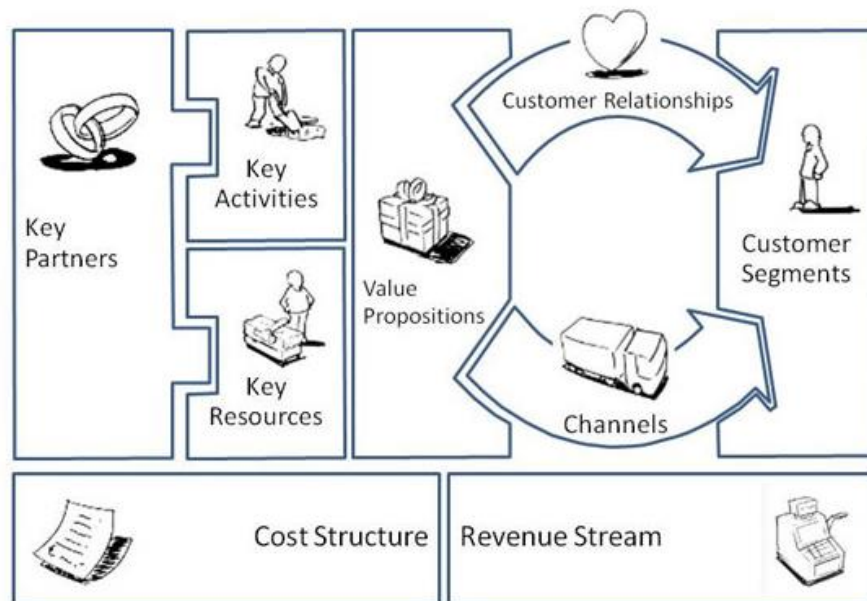 Key
Partners
Key
Activities
Key
Resources
Value
Propositions
Customer Relationships
Channels
Customer
Segments
Cost Structure
Revenue Stream